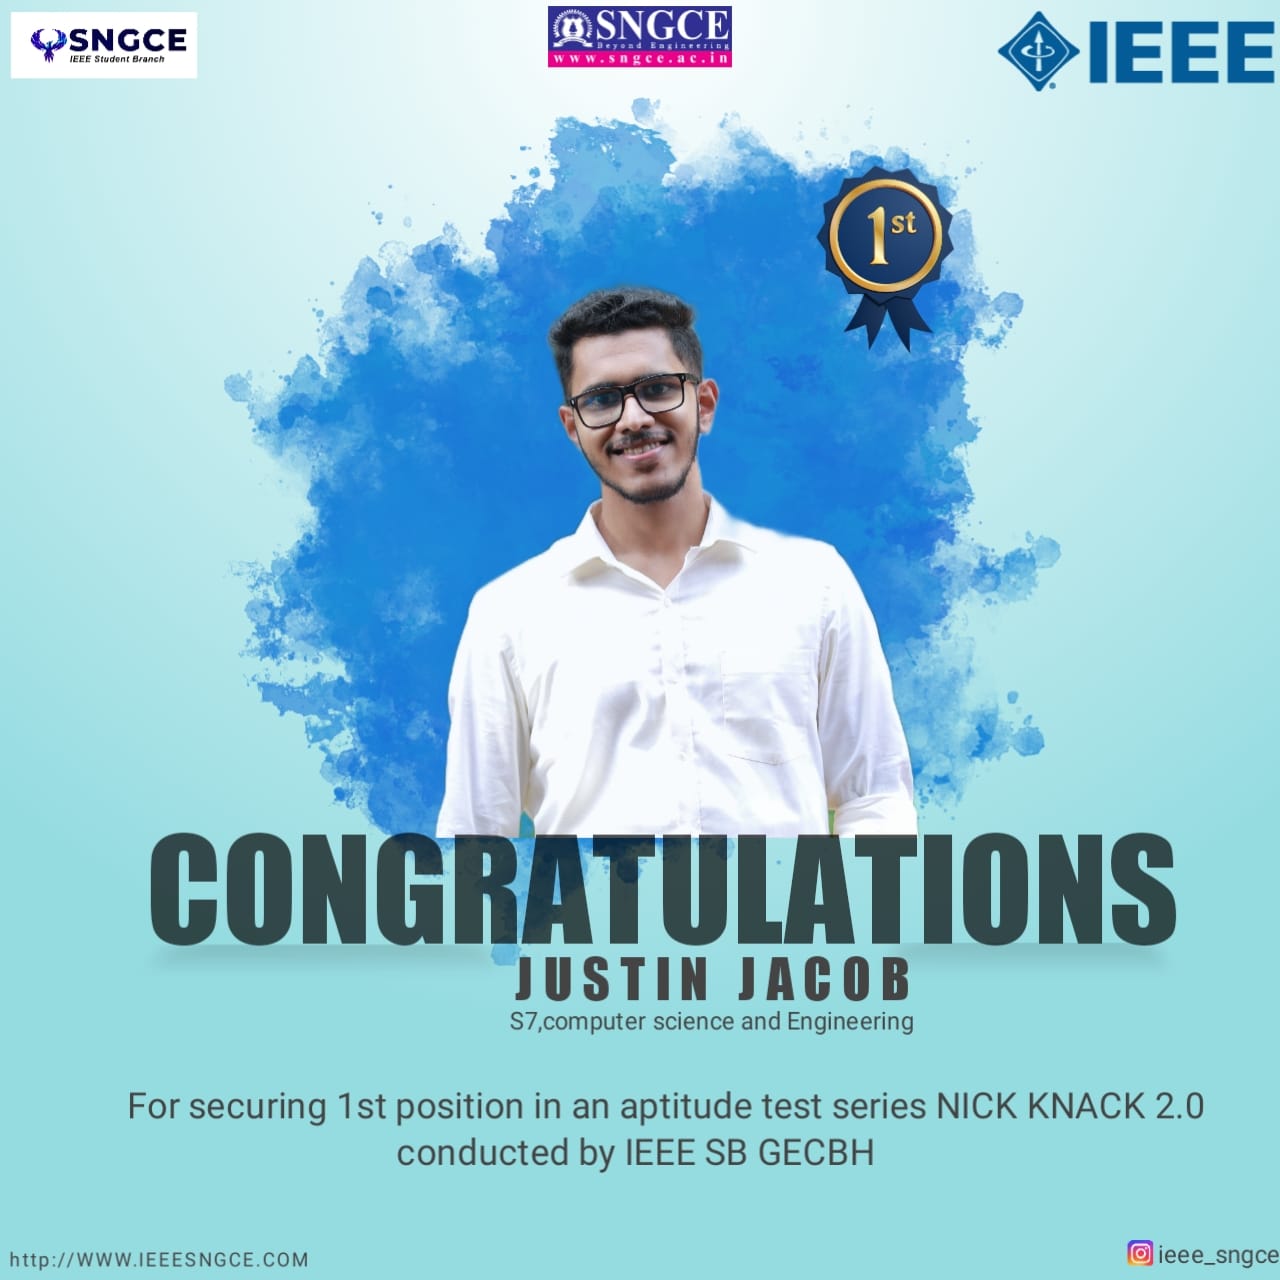 SNGCE
IEEE Student Branch
SNGCE
Beyond Engineering
www.sngce.ac.in
IEEE
1st
CONGRATULATIONS
JUSTIN JACOB
S7,computer science and Engineering
For securing 1st position in an aptitude test series NICK KNACK 2.0
conducted by IEEE SB GECBH
http://WWW.IEEESNGCE.COM
ieee_sngce